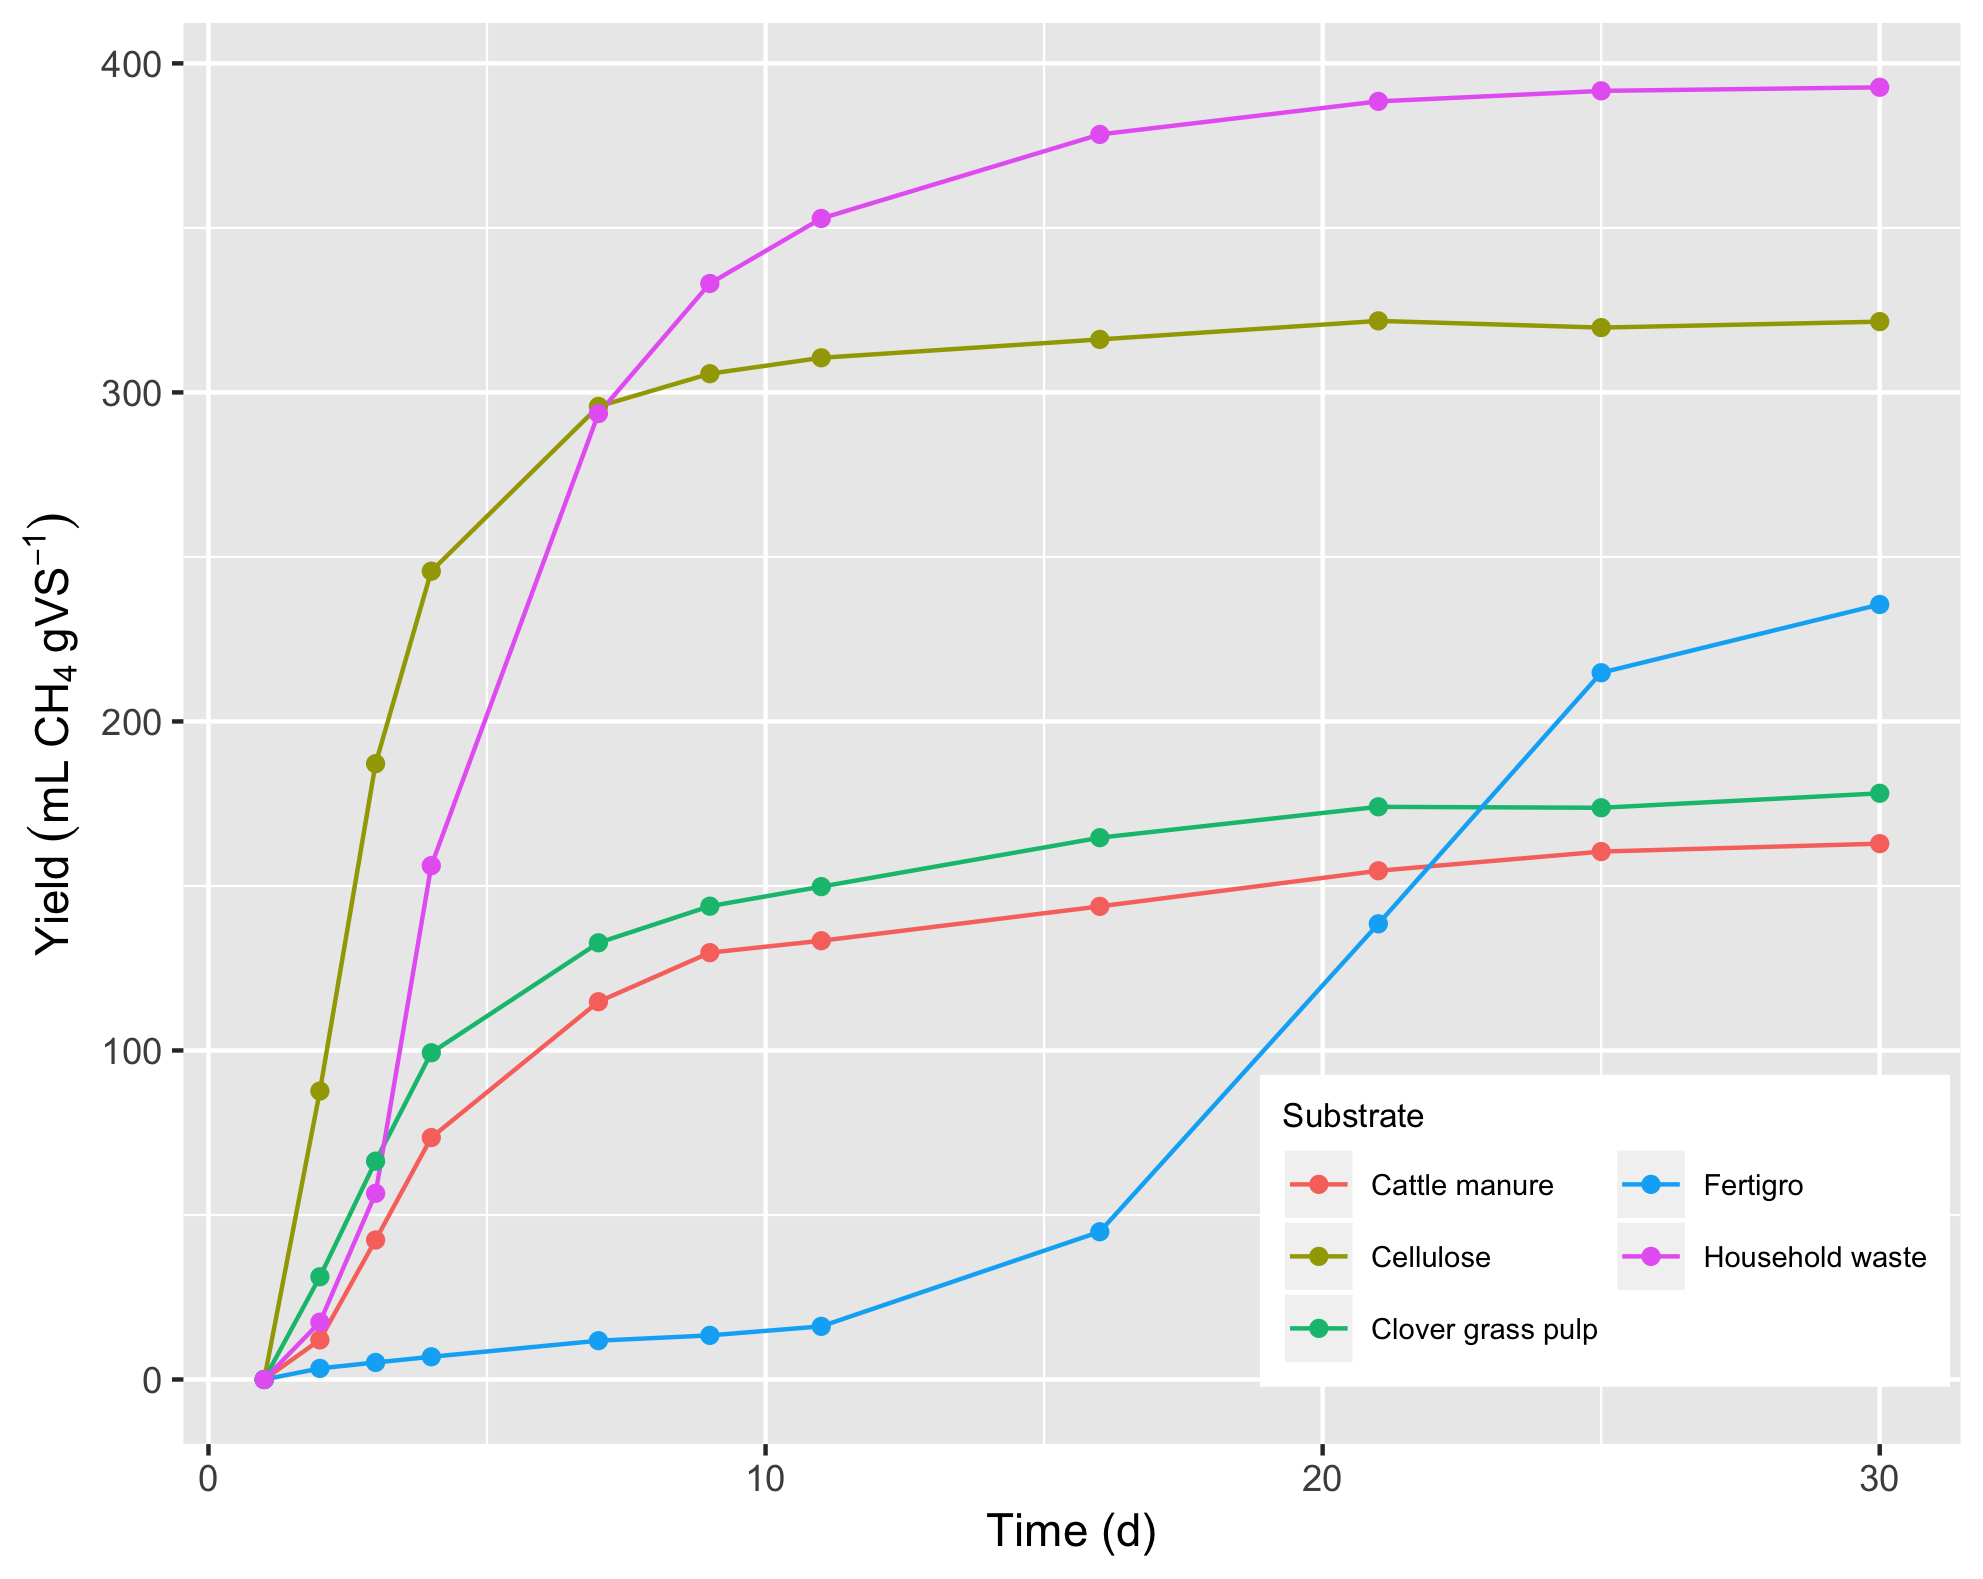 400
300
200
100
0
Yield (mL CH₄ gVS⁻¹)
0 10 20 30
Time (d)
Substrate
Cattle manure Fertigro
Cellulose Household waste
Clover grass pulp